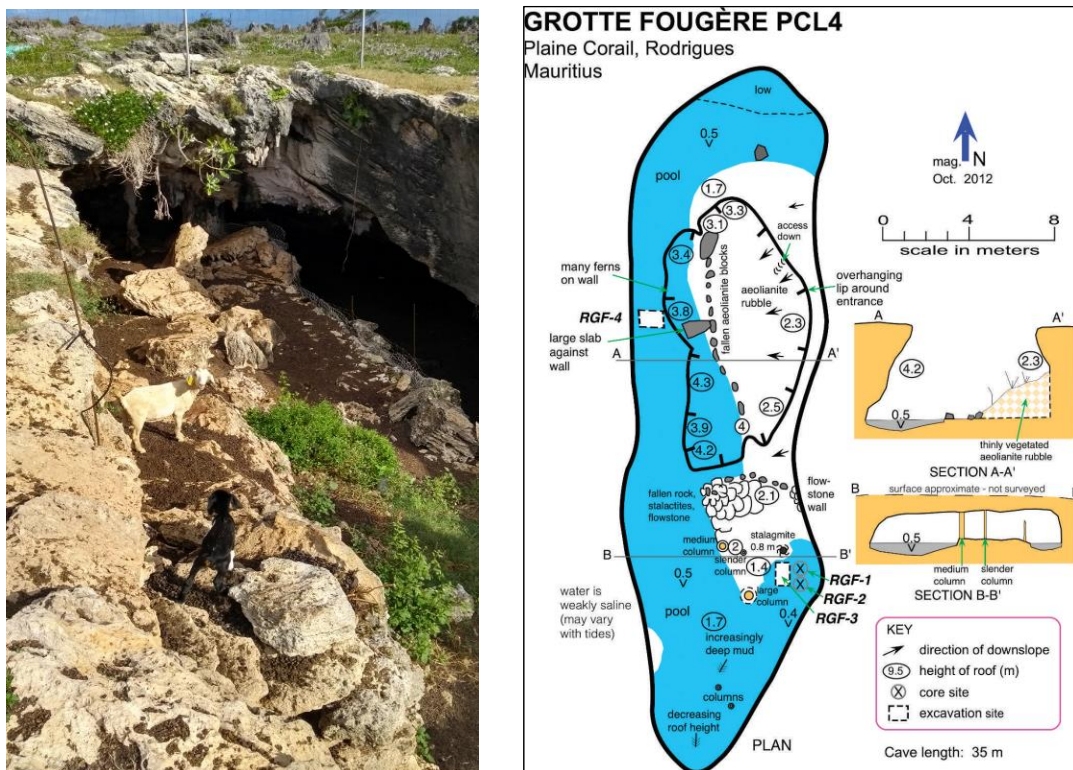 GROTTE FOUGÈRE PCL4
Plaine Corail, Rodrigues
Mauritius
low
0.5
pool
mag. N
Oct. 2012
0 4 8
scale in meters
1.7
3.3
3.1
access
down
3.4
many ferns
on wall
fallen aeolianite blocks
aeolianite
rubble
overhanging
lip around
entrance
RGF-4
3.8
2.3
large slab
against
wall
A A'
4.3
2.5
3.9
4
4.2
A A'
4.2
2.3
0.5
thinly vegetated
aeolianite rubble
SECTION A-A'
fallen rock,
stalactites,
flowstone
2.1
flow-
stone
wall
medium
column
2
slender
column
stalagmite
0.8 m
B B'
1.4
0.5
large
column
RGF-1
RGF-2
RGF-3
0.4
water is
weakly saline
(may vary
with tides)
pool
1.7
increasingly
deep mud
columns
decreasing
roof height
PLAN
surface approximate - not surveyed
B
0.5
medium
column
slender
column
SECTION B-B'
KEY
direction of downslope
9.5 height of roof (m)
X core site
excavation site
Cave length: 35 m